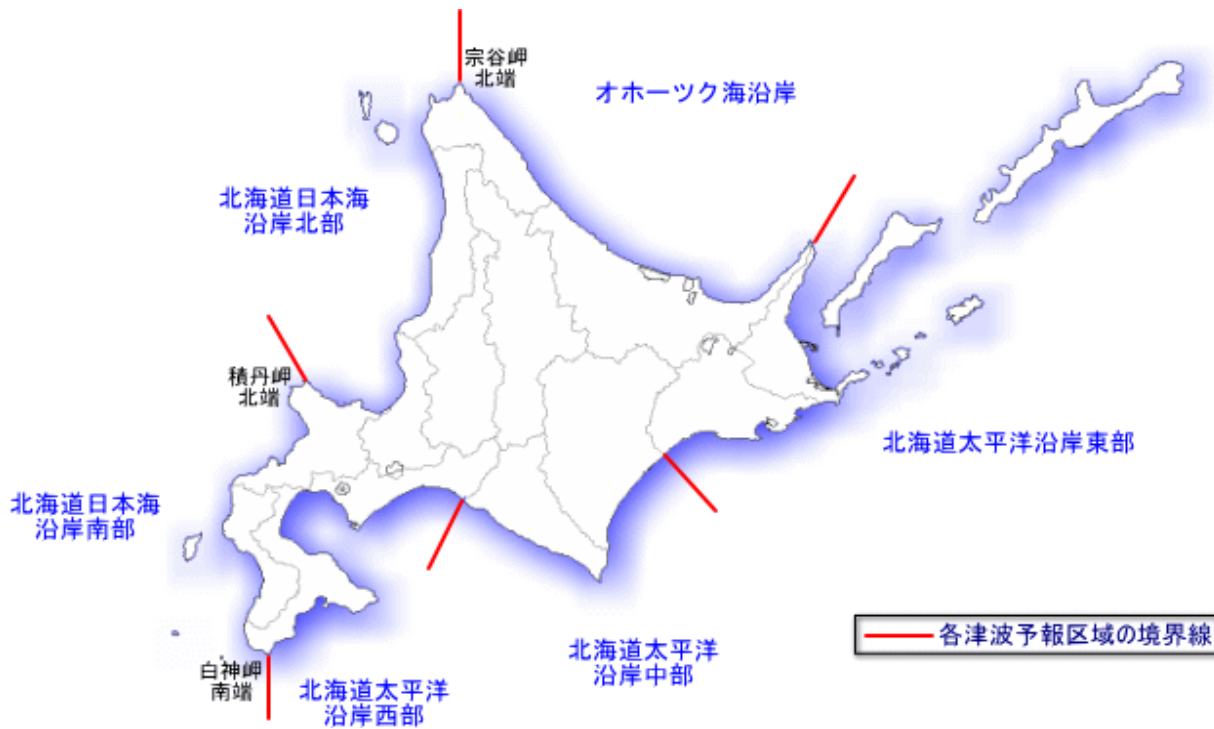 宗谷岬
北端
オホーツク海沿岸
北海道日本海
沿岸北部
積丹岬
北端
北海道太平洋沿岸東部
北海道日本海
沿岸南部
各津波予報区域の境界線
北海道太平洋
沿岸中部
白神岬
南端
北海道太平洋
沿岸西部